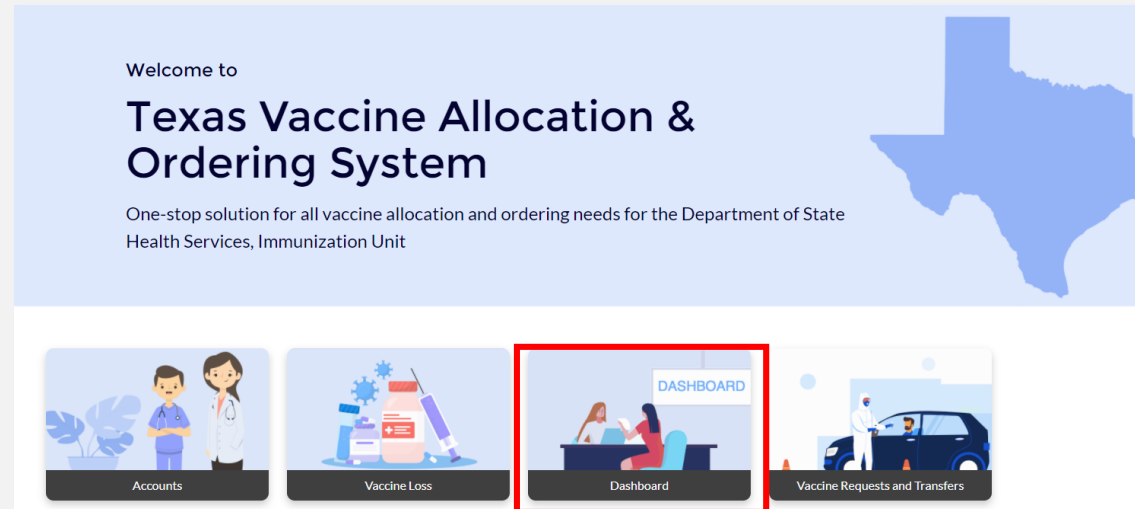 Welcome to
Texas Vaccine Allocation &
Ordering System
One-stop solution for all vaccine allocation and ordering needs for the Department of State
Health Services, Immunization Unit
DASHBOARD
Accounts
Vaccine Loss
Dashboard
Vaccine Requests and Transfers